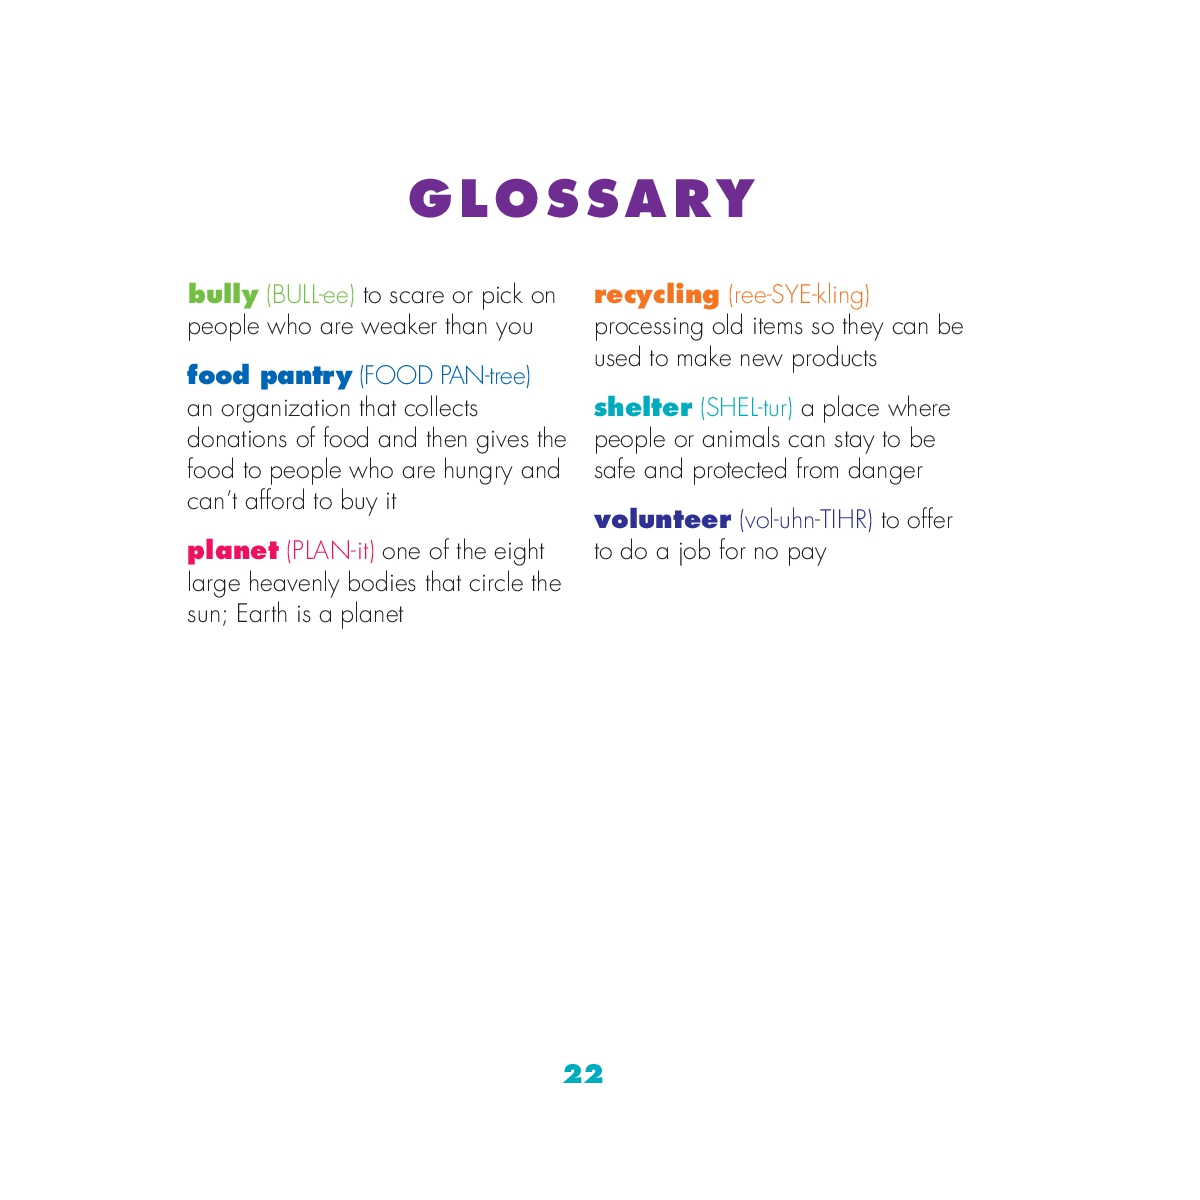 GLOSSARY
bully (BULL-ee) to scare or pick on
people who are weaker than you
food pantry (FOOD PAN-tree)
an organization that collects
donations of food and then gives the
food to people who are hungry and
can’t afford to buy it
planet (PLAN-it) one of the eight
large heavenly bodies that circle the
sun; Earth is a planet
recycling (ree-SYE-kling)
processing old items so they can be
used to make new products
shelter (SHEL-tur) a place where
people or animals can stay to be
safe and protected from danger
volunteer (vol-uhn-TIHR) to offer
to do a job for no pay
22